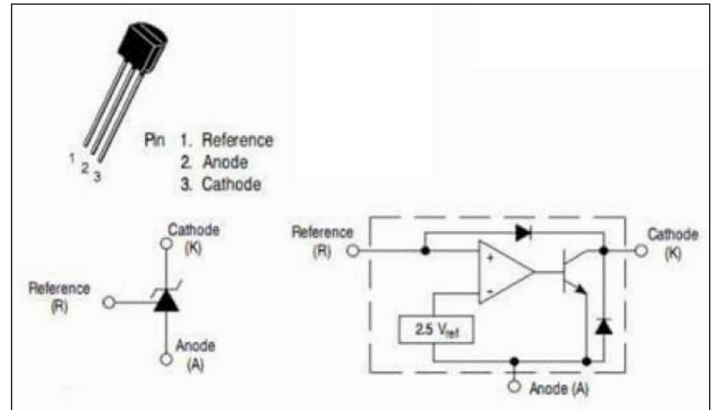 Pin 1. Reference
2. Anode
3. Cathode
1
2
3
Cathode
(K)
Reference
(R)
Anode
(A)
Reference
(R)
Cathode
(K)
+
−
2.5 Vref
Anode (A)